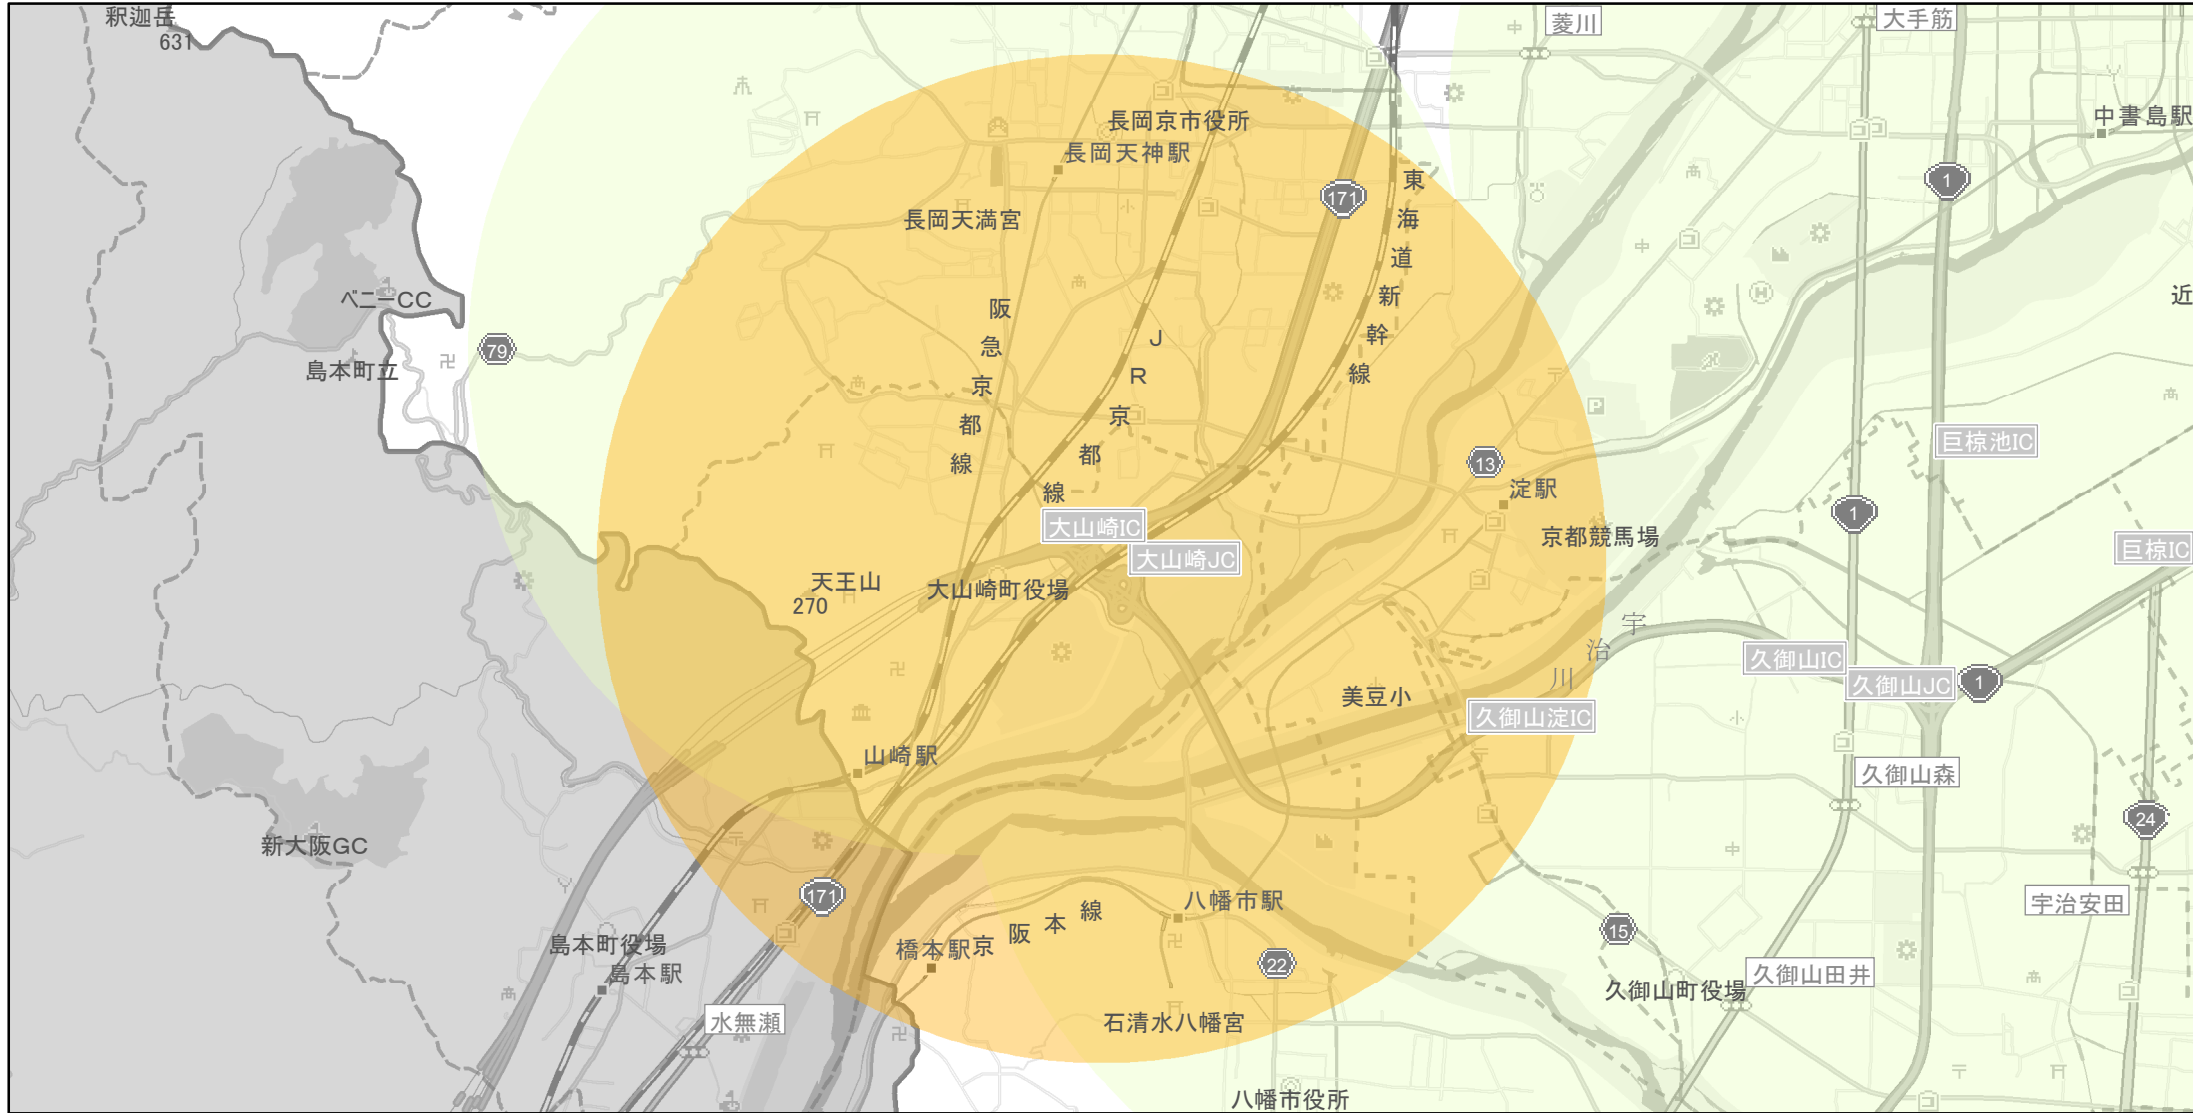 釈迦岳
631
菱川
大手筋
中書島駅
長岡京市役所
長岡天神駅
171
1
東海道新幹線
長岡天満宮
ベニーCC
近
79
島本町立
阪急京都線
JR京都線
13
淀駅
巨椋池IC
1
大山崎IC
大山崎JC
京都競馬場
巨椋IC
天王山
270
大山崎町役場
宇治川
美豆小
久御山IC
久御山JC
1
久御山淀IC
山崎駅
久御山森
24
新大阪GC
171
八幡市駅
宇治安田
京阪本線
15
島本町役場
橋本駅
22
島本駅
久御山田井
久御山町役場
水無瀬
石清水八幡宮
八幡市役所